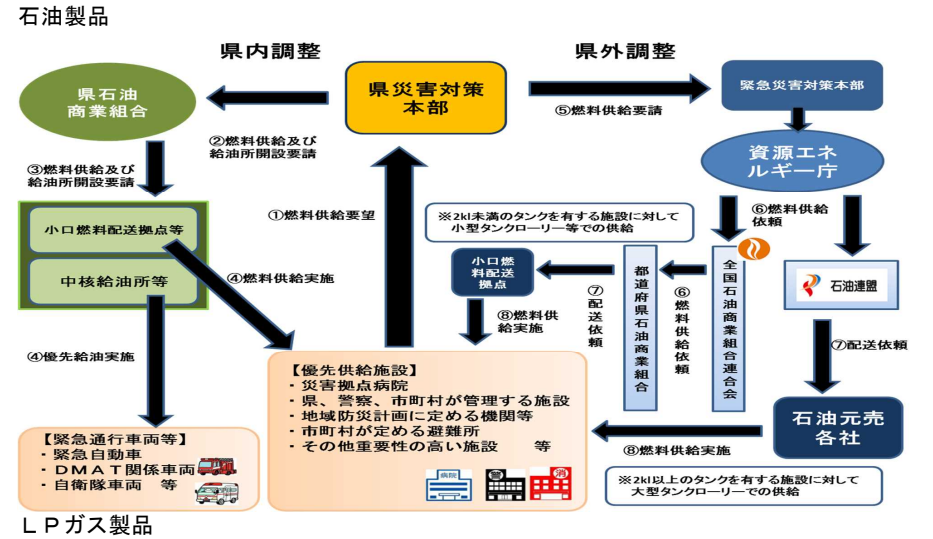 石油製品
県内調整
県外調整
県石油
商業組合
県災害対策
本部
緊急災害対策本部
⑤燃料供給要請
②燃料供給及び
給油所開設要請
③燃料供給及び
給油所開設要請
資源エネ
ルギー庁
①燃料供給要望
⑥燃料供給
依頼
※2kl未満のタンクを有する施設に対して
小型タンクローリー等での供給
小口燃料配送拠点等
中核給油所等
④燃料供給実施
小口燃
料配送
拠点
⑦配送依頼
都道府県石油商業組合
⑥燃料供給依頼
全国石油商業組合連合会
石油連盟
⑧燃料供
給実施
④優先給油実施
⑦配送依頼
【優先供給施設】
・災害拠点病院
・県、警察、市町村が管理する施設
・地域防災計画に定める機関等
・市町村が定める避難所
・その他重要性の高い施設　等
病院
消
石油元売
各社
⑧燃料供給実施
【緊急通行車両等】
・緊急自動車
・ＤＭＡＴ関係車両
・自衛隊車両　等
※2kl以上のタンクを有する施設に対して
大型タンクローリーでの供給
ＬＰガス製品